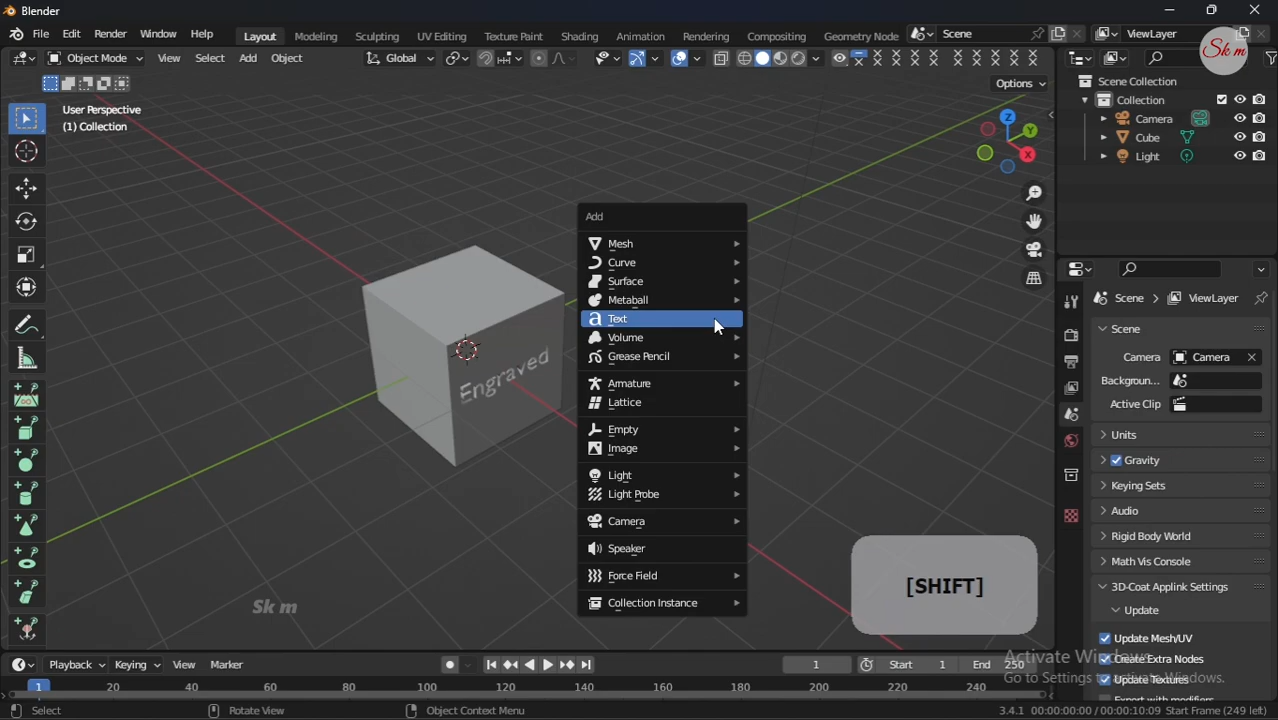 Blender
File Edit Render Window Help Layout Modeling Sculpting UV Editing Texture Paint Shading Animation Rendering Compositing Geometry Node Scene ViewLayer
Sk m
Object Mode View Select Add Object Global
Options
User Perspective
(1) Collection
Z
Y
X
Scene Collection
Collection
Camera
Cube
Light
Engraved
Add
Mesh
Curve
Surface
Metaball
Text
Volume
Grease Pencil
Armature
Lattice
Empty
Image
Light
Light Probe
Camera
Speaker
Force Field
Collection Instance
Scene > ViewLayer
Scene
Camera Camera
Backgroun...
Active Clip
Units
Gravity
Keying Sets
Audio
Rigid Body World
Math Vis Console
3D-Coat Applink Settings
Update
Update Mesh/UV
Create Extra Nodes
Update Textures
[SHIFT]
Sk m
Activate Windows
Go to Settings to activate Windows.
Playback Keying View Marker 1 Start 1 End 250
1 20 40 60 80 100 120 140 160 180 200 220 240
Select Rotate View Object Context Menu 3.4.1 00:00:00:00 / 00:00:10:09 Start Frame (249 left)